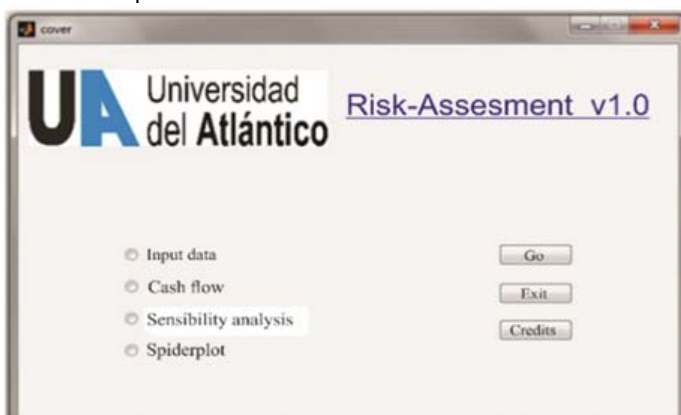 cover
UA Universidad
del Atlántico
Risk-Assesment v1.0
Input data
Cash flow
Sensibility analysis
Spiderplot
Go
Exit
Credits